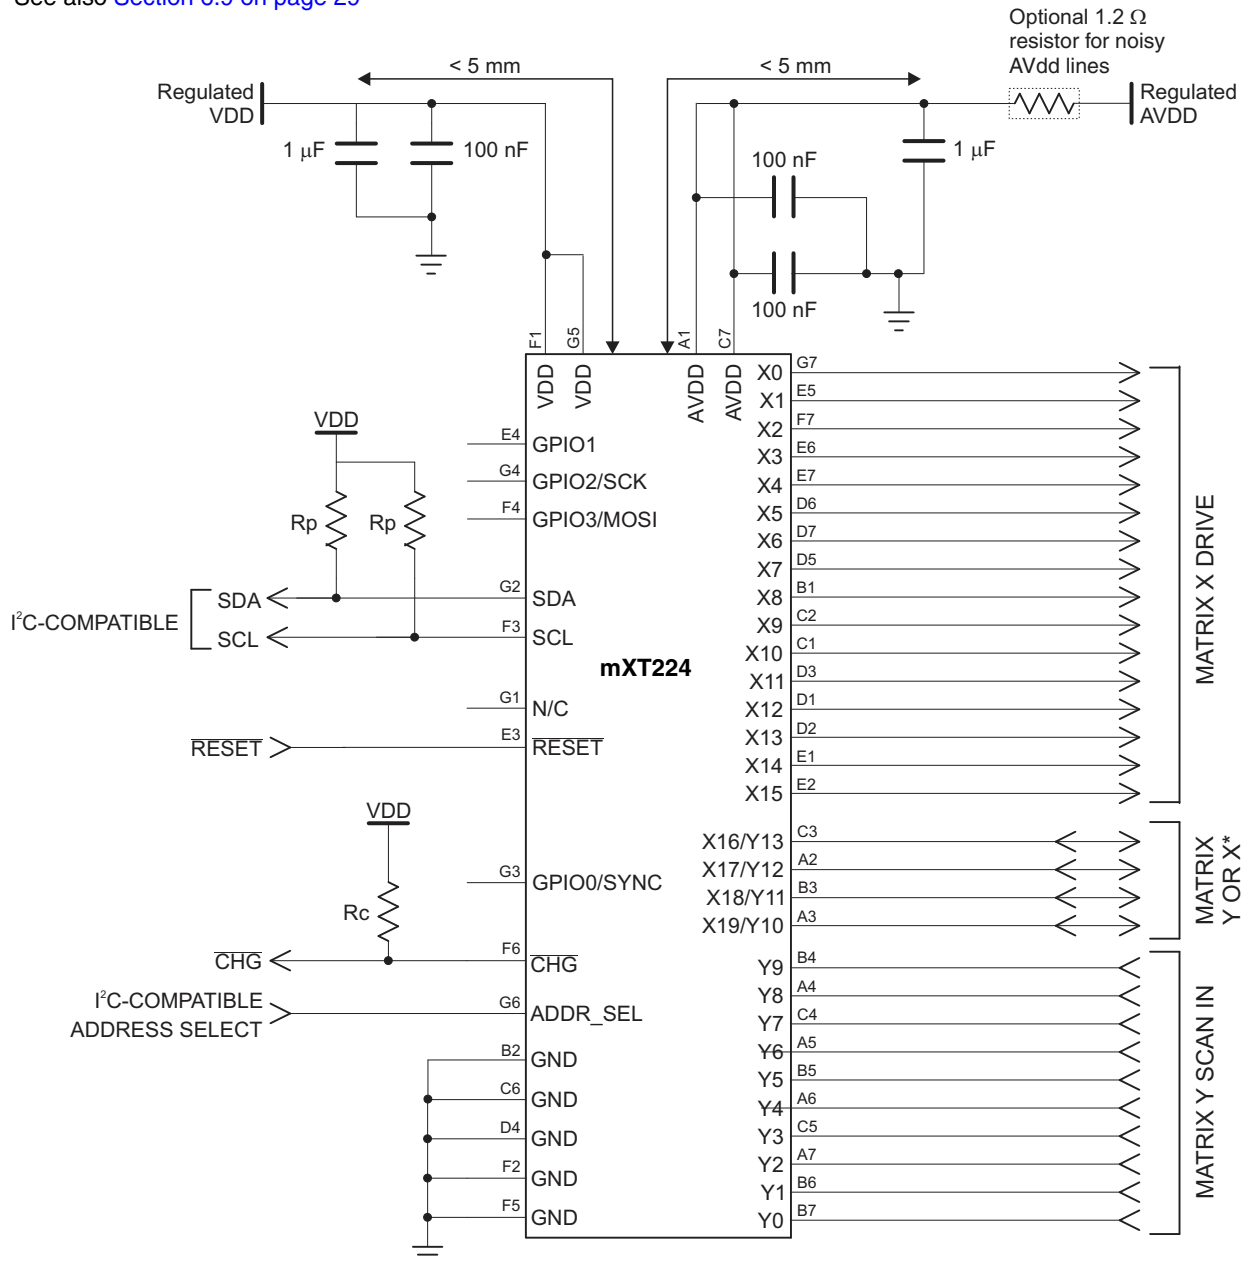 See also Section 6.9 on page 29
Optional 1.2 Ω
resistor for noisy
AVdd lines
< 5 mm
< 5 mm
Regulated
VDD
Regulated
AVDD
1 μF
100 nF
100 nF
1 μF
100 nF
F1
G5
A1
C7
VDD
VDD
AVDD
AVDD
VDD
Rp
Rp
E4
GPIO1
G4
GPIO2/SCK
F4
GPIO3/MOSI
I²C-COMPATIBLE
SDA
G2
SDA
SCL
F3
SCL
mXT224
G1
N/C
RESET
E3
RESET
VDD
Rc
G3
GPIO0/SYNC
CHG
F6
CHG
I²C-COMPATIBLE
ADDRESS SELECT
G6
ADDR_SEL
B2
GND
C6
GND
D4
GND
F2
GND
F5
GND
X0 G7
X1 E5
X2 F7
X3 E6
X4 E7
X5 D6
X6 D7
X7 D5
X8 B1
X9 C2
X10 C1
X11 D3
X12 D1
X13 D2
X14 E1
X15 E2
MATRIX X DRIVE
X16/Y13 C3
X17/Y12 A2
X18/Y11 B3
X19/Y10 A3
MATRIX
Y OR X*
Y9 B4
Y8 A4
Y7 C4
Y6 A5
Y5 B5
Y4 A6
Y3 C5
Y2 A7
Y1 B6
Y0 B7
MATRIX Y SCAN IN